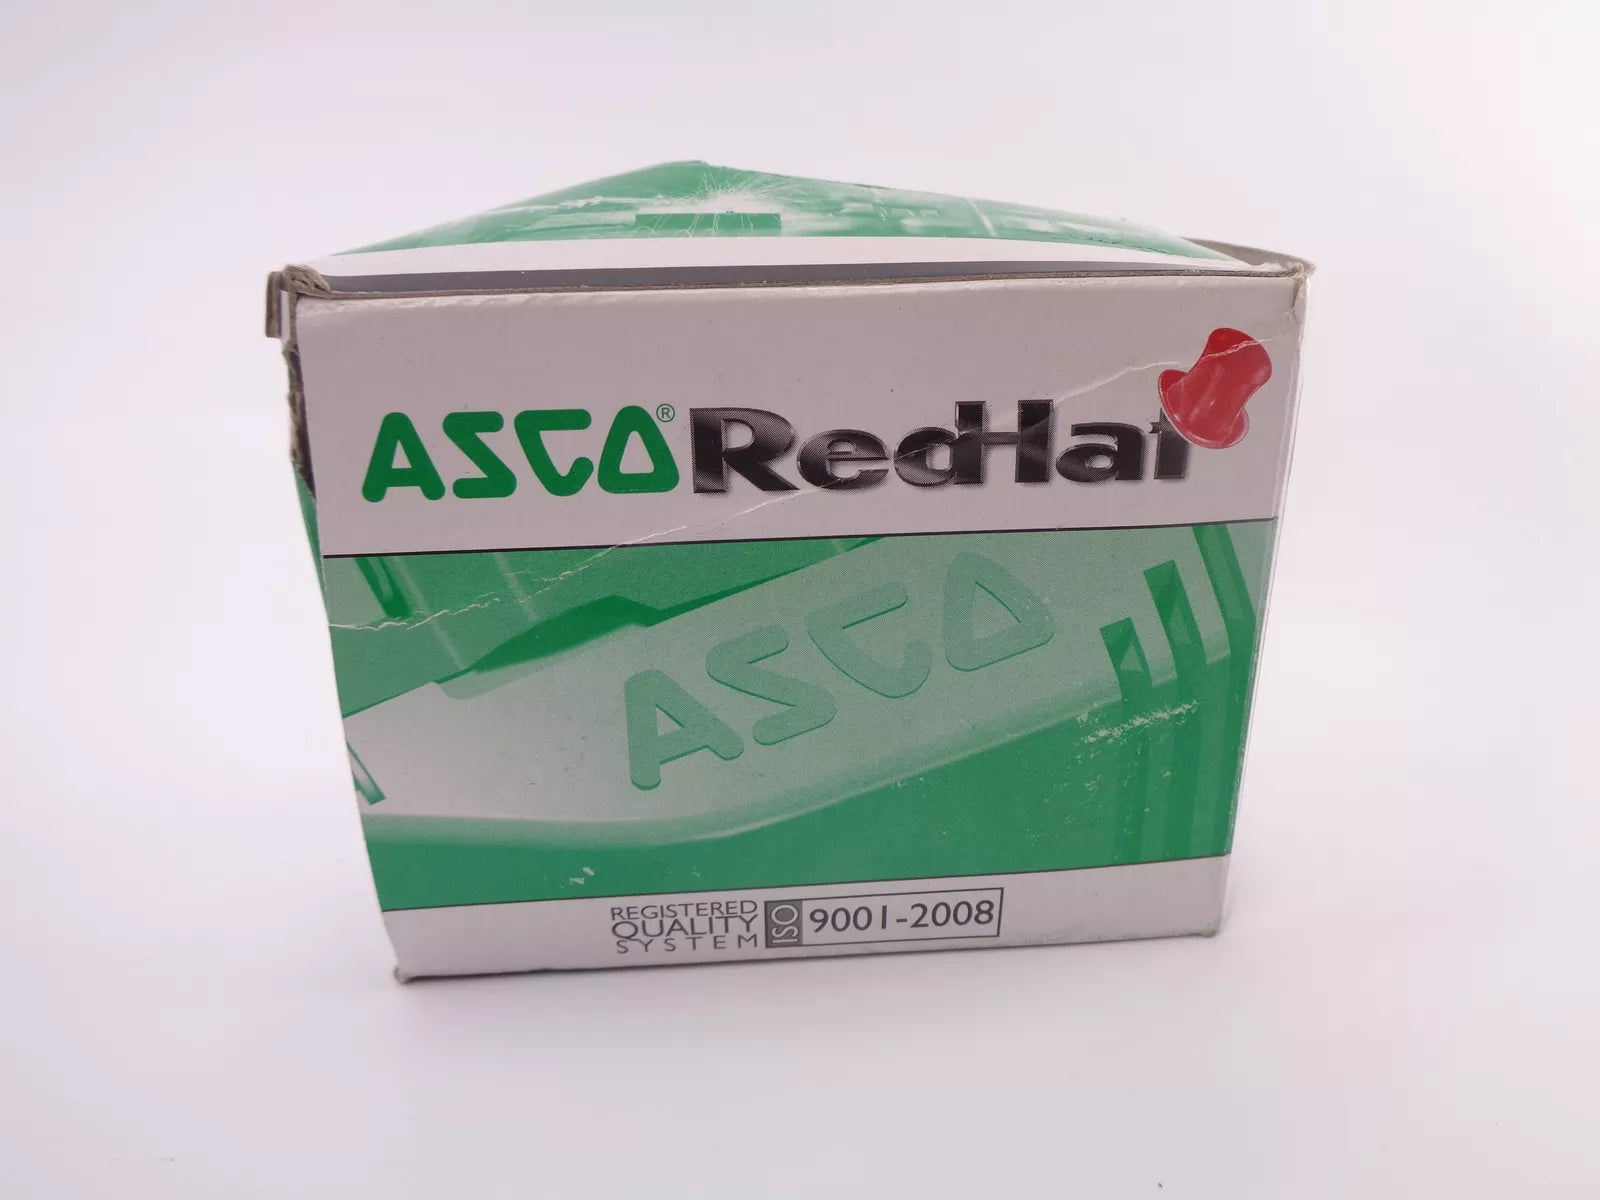 ASCO® RedHat
ASCO
REGISTERED
QUALITY
SYSTEM
ISO 9001-2008